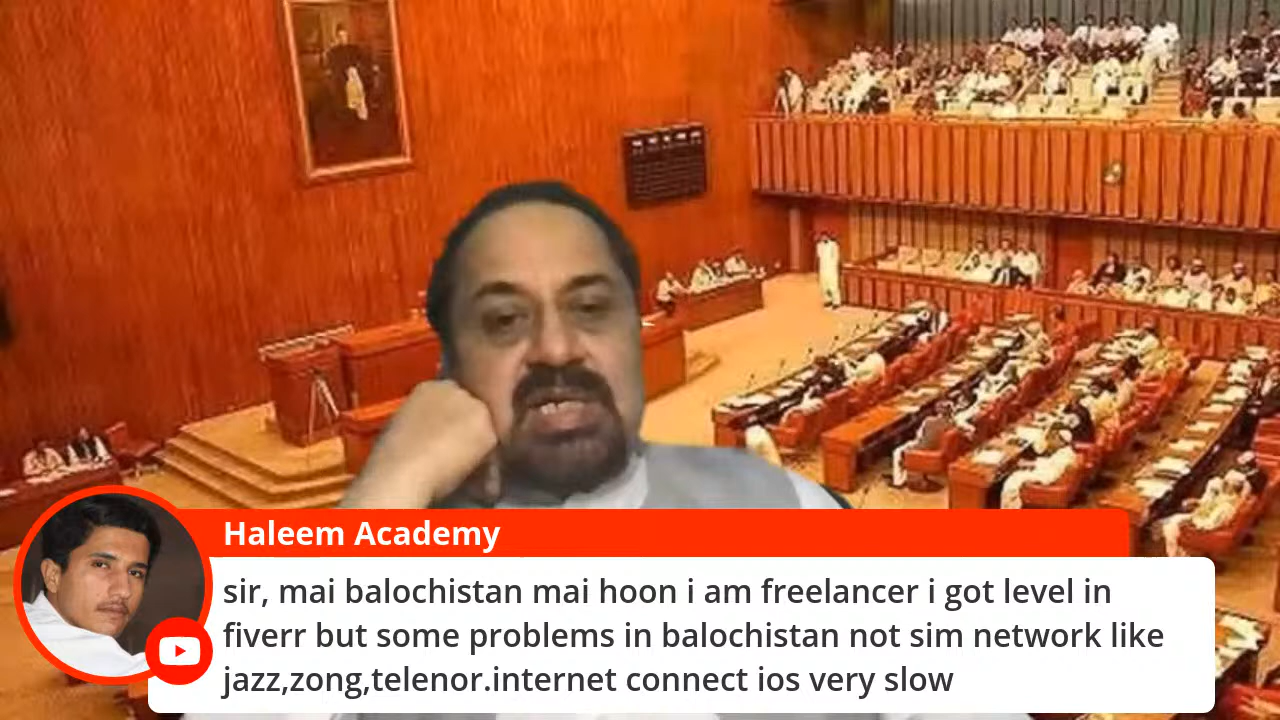 Haleem Academy
sir, mai balochistan mai hoon i am freelancer i got level in
fiverr but some problems in balochistan not sim network like
jazz,zong,telenor.internet connect ios very slow